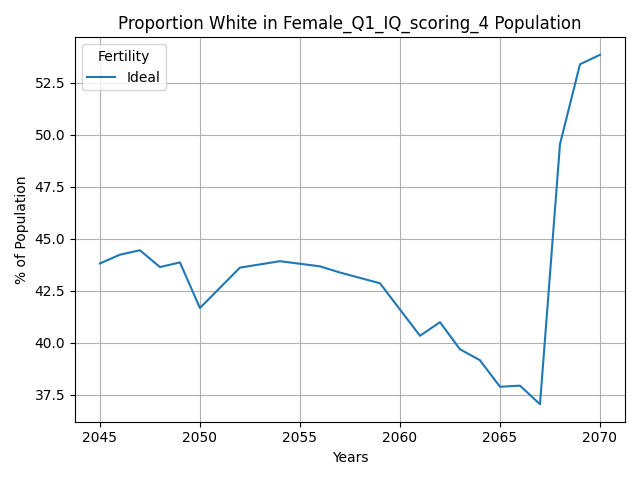 Proportion White in Female_Q1_IQ_scoring_4 Population
Fertility
Ideal
% of Population
52.5
50.0
47.5
45.0
42.5
40.0
37.5
2045
2050
2055
2060
2065
2070
Years